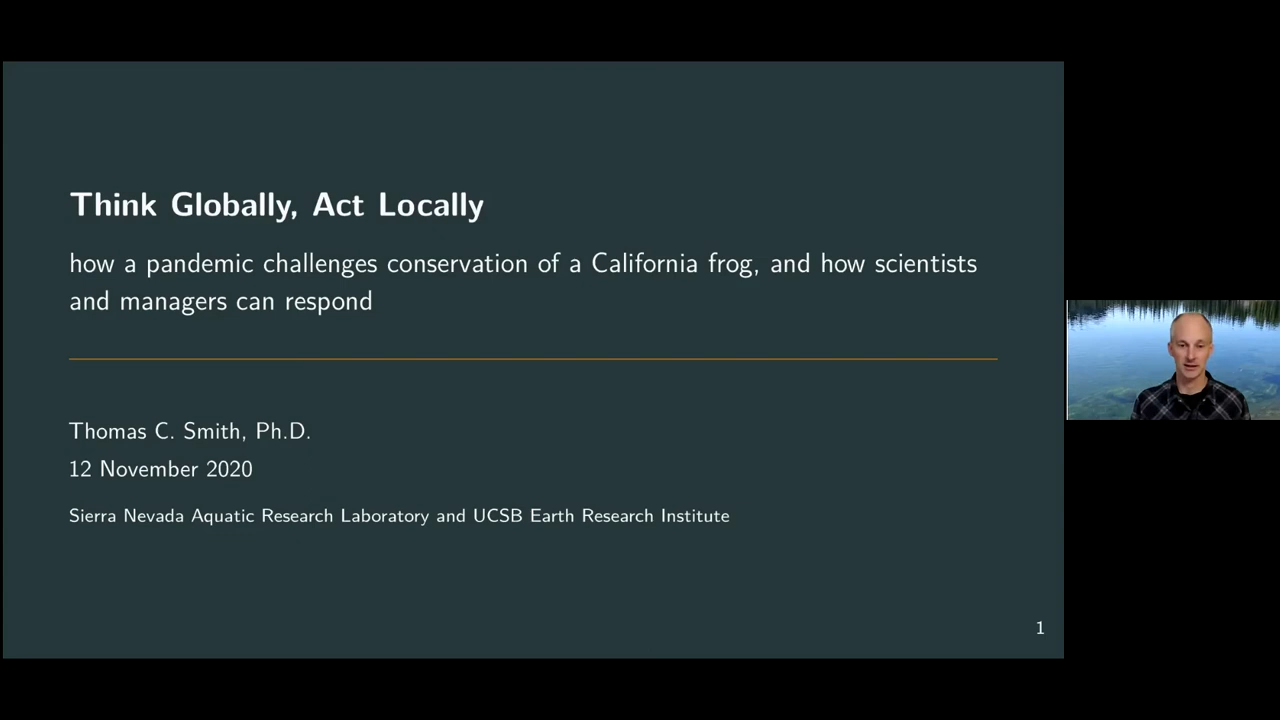 Think Globally, Act Locally
how a pandemic challenges conservation of a California frog, and how scientists
and managers can respond
Thomas C. Smith, Ph.D.
12 November 2020
Sierra Nevada Aquatic Research Laboratory and UCSB Earth Research Institute
1